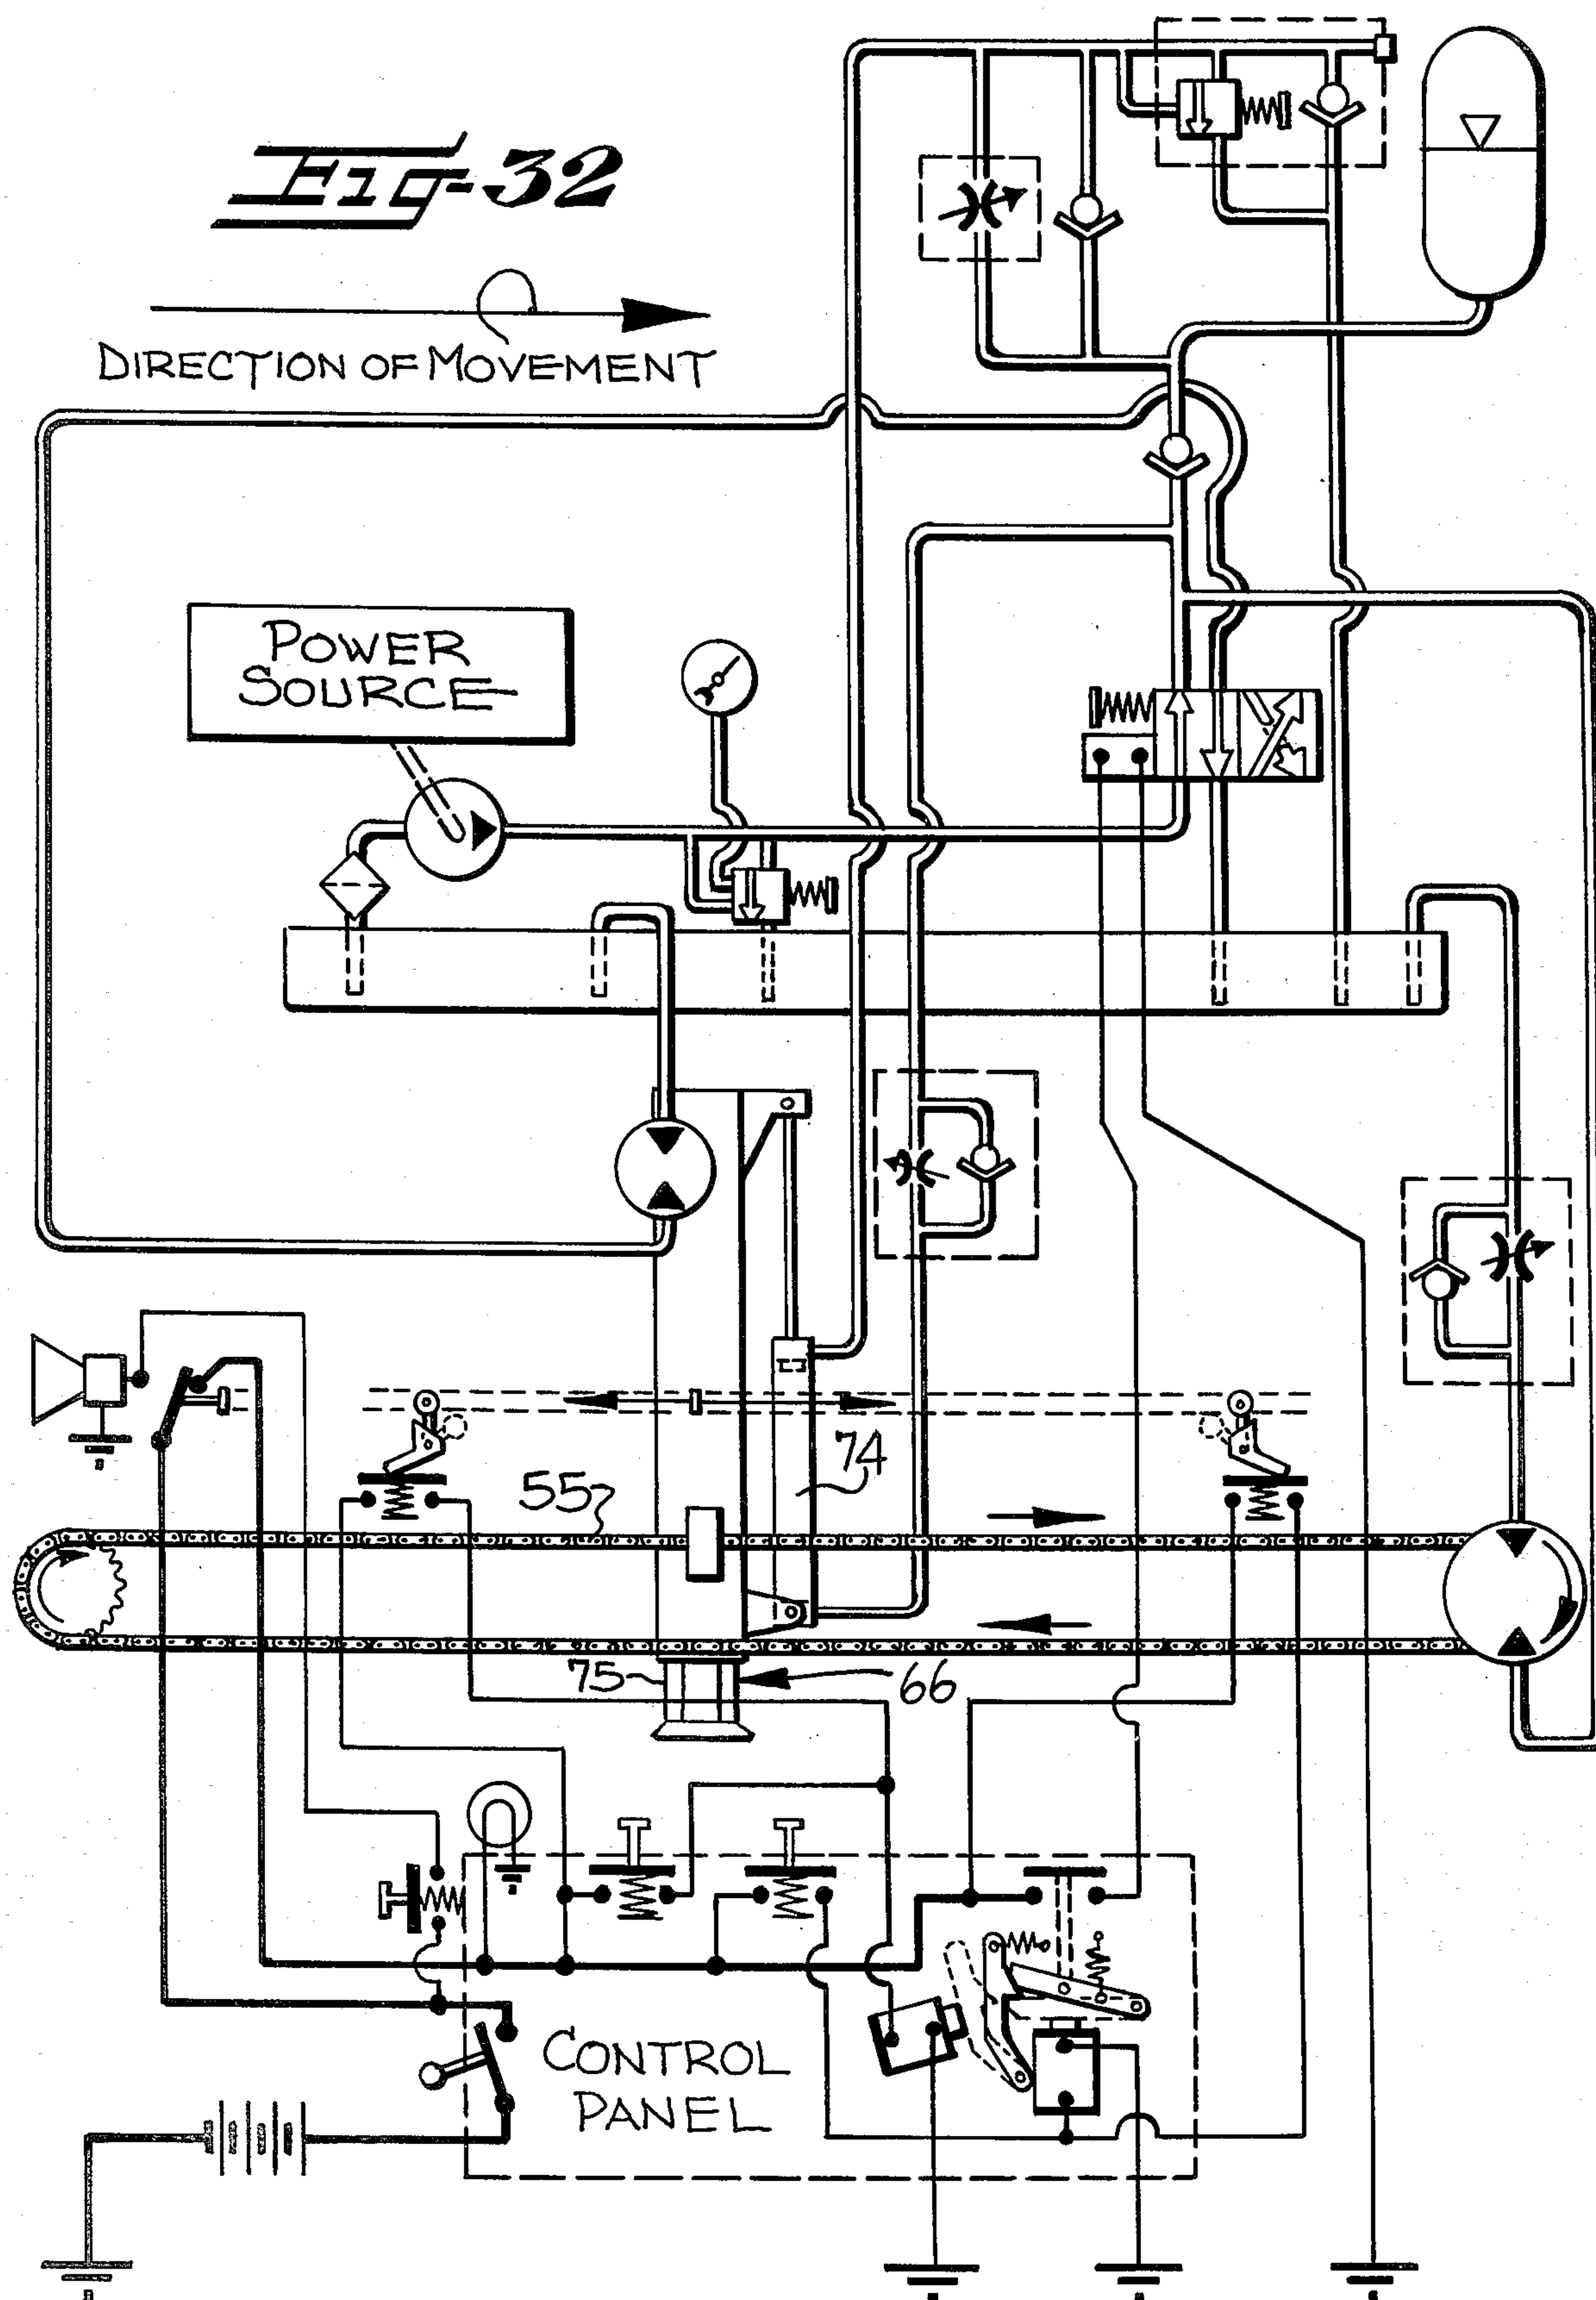 Fig-32
DIRECTION OF MOVEMENT
POWER
SOURCE
74
55
75
66
CONTROL
PANEL